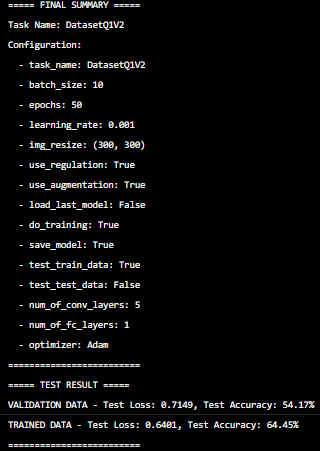 ===== FINAL SUMMARY =====
Task Name: DatasetQ1V2
Configuration:
- task_name: DatasetQ1V2
- batch_size: 10
- epochs: 50
- learning_rate: 0.001
- img_resize: (300, 300)
- use_regulation: True
- use_augmentation: True
- load_last_model: False
- do_training: True
- save_model: True
- test_train_data: True
- test_test_data: False
- num_of_conv_layers: 5
- num_of_fc_layers: 1
- optimizer: Adam
=========================
===== TEST RESULT =====
VALIDATION DATA - Test Loss: 0.7149, Test Accuracy: 54.17%
TRAINED DATA - Test Loss: 0.6401, Test Accuracy: 64.45%
=========================